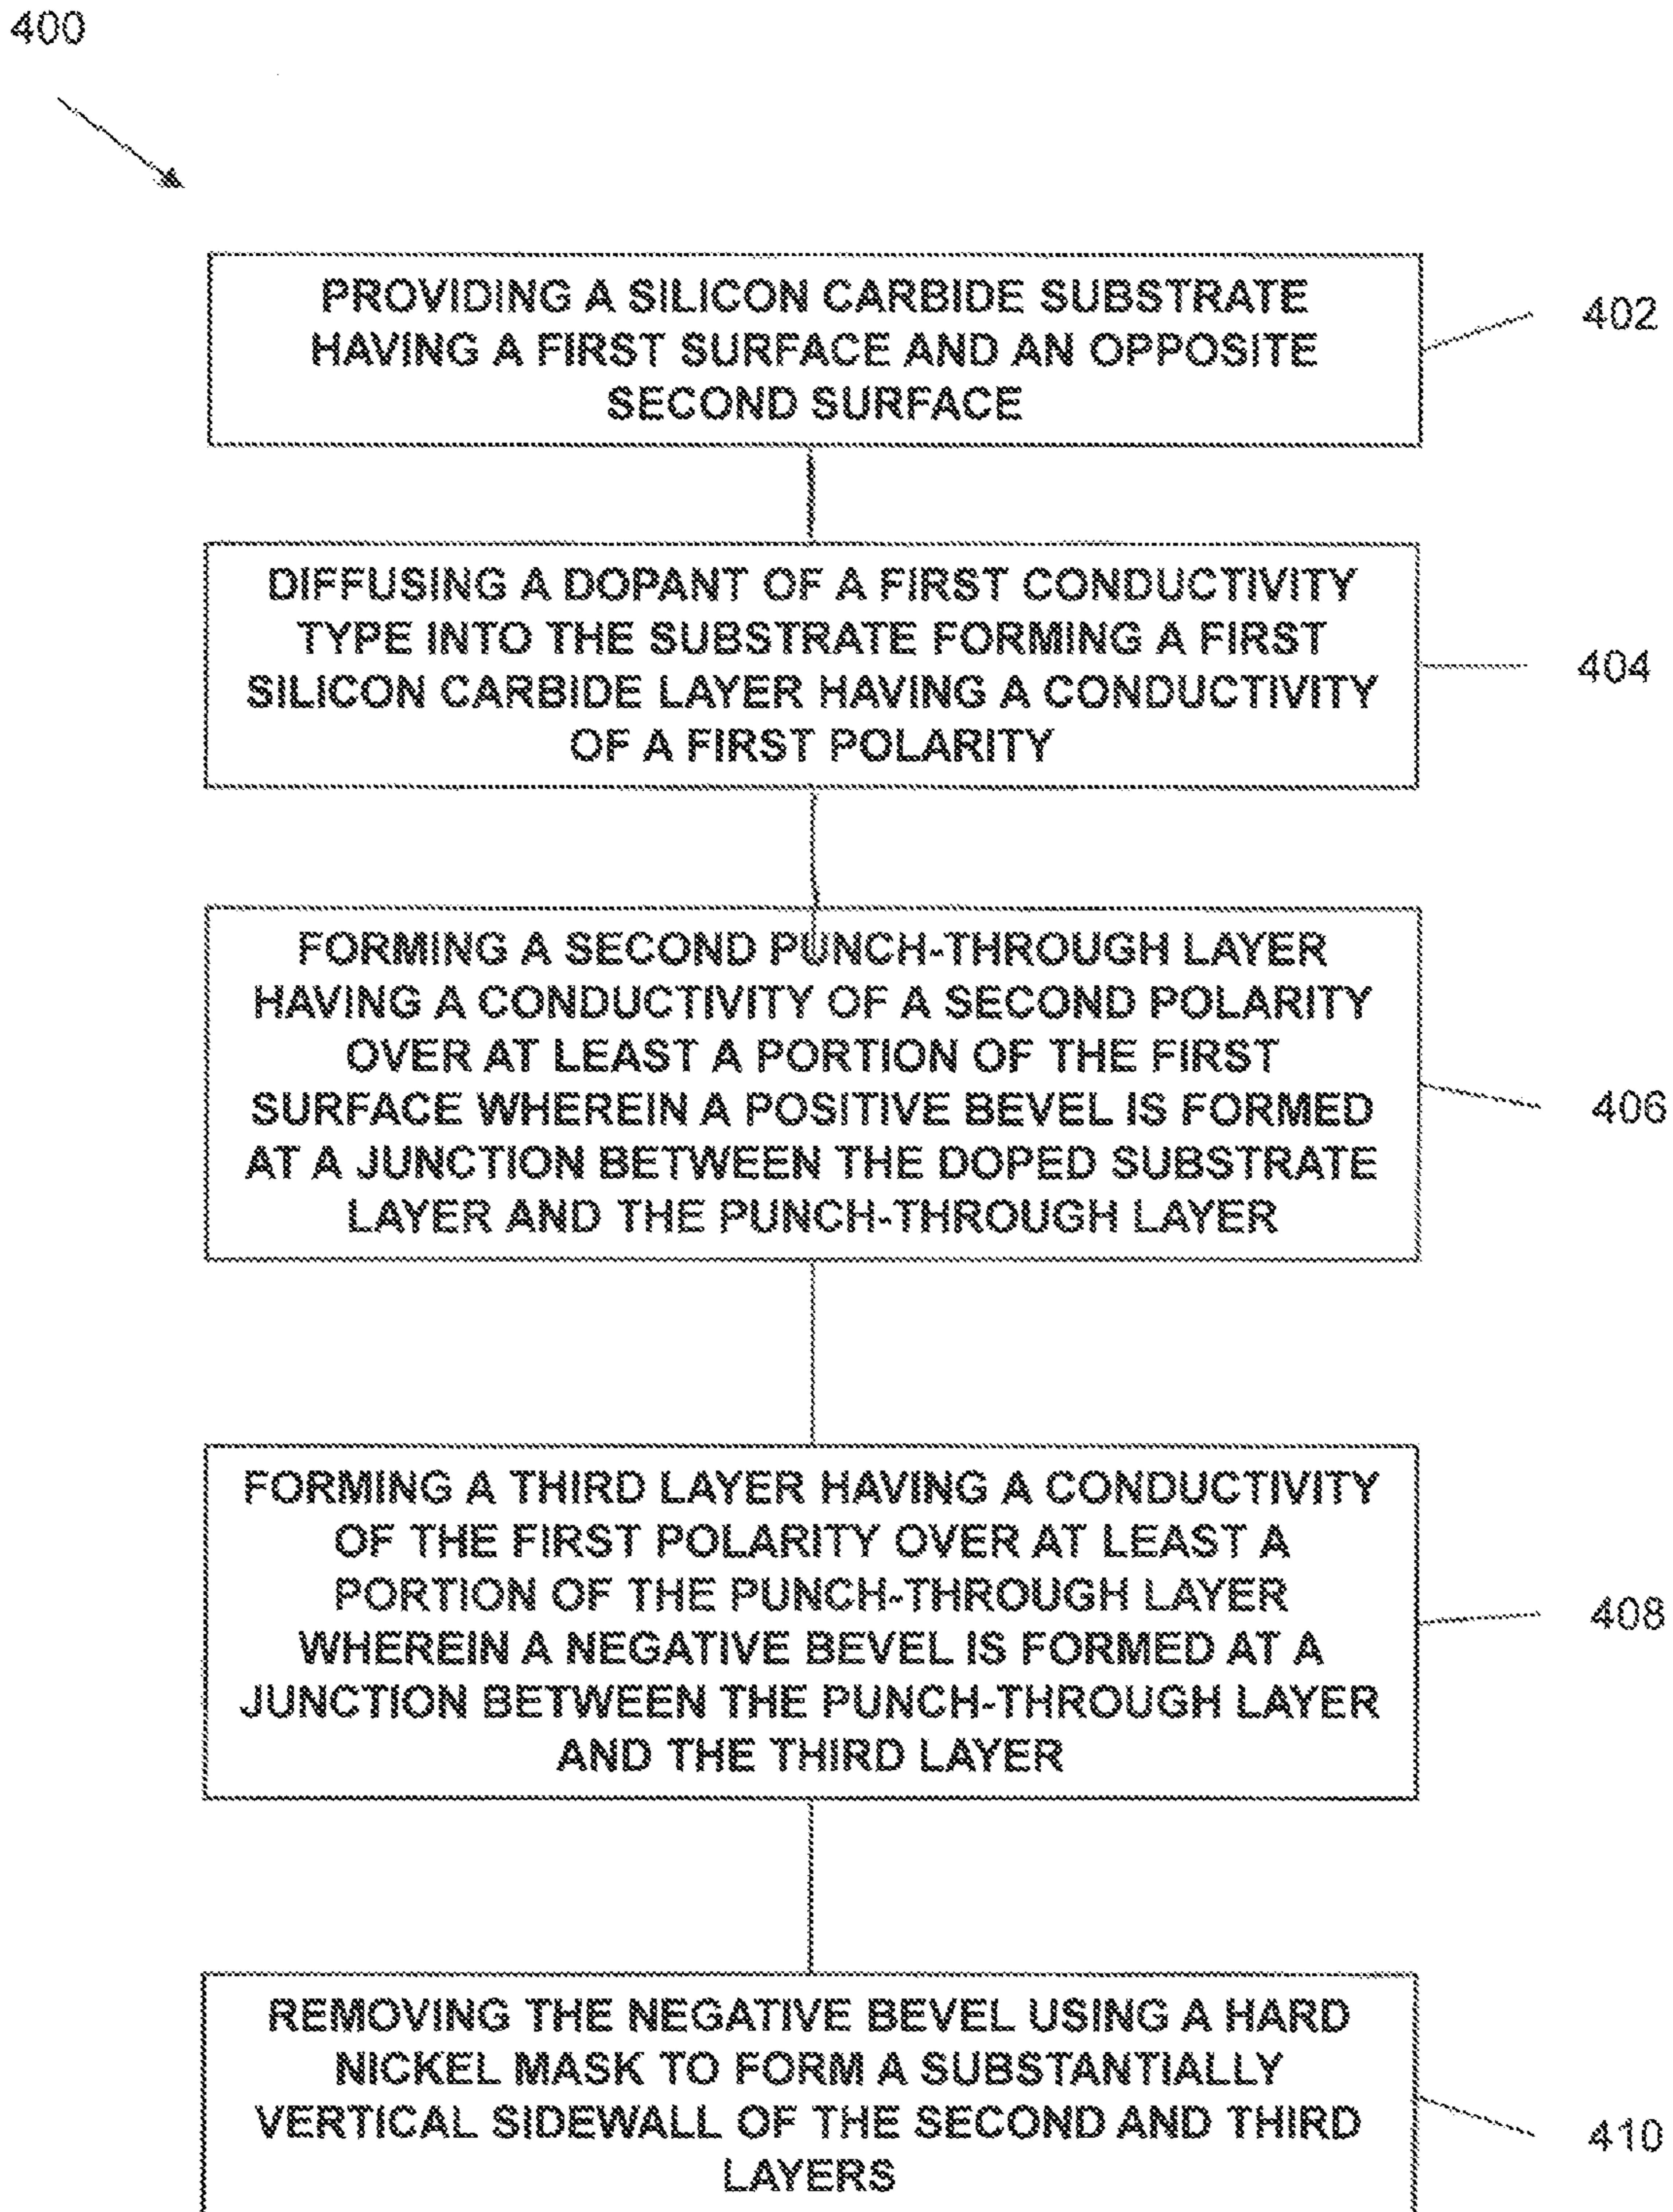 400
PROVIDING A SILICON CARBIDE SUBSTRATE
HAVING A FIRST SURFACE AND AN OPPOSITE
SECOND SURFACE
402
DIFFUSING A DOPANT OF A FIRST CONDUCTIVITY
TYPE INTO THE SUBSTRATE FORMING A FIRST
SILICON CARBIDE LAYER HAVING A CONDUCTIVITY
OF A FIRST POLARITY
404
FORMING A SECOND PUNCH-THROUGH LAYER
HAVING A CONDUCTIVITY OF A SECOND POLARITY
OVER AT LEAST A PORTION OF THE FIRST
SURFACE WHEREIN A POSITIVE BEVEL IS FORMED
AT A JUNCTION BETWEEN THE DOPED SUBSTRATE
LAYER AND THE PUNCH-THROUGH LAYER
406
FORMING A THIRD LAYER HAVING A CONDUCTIVITY
OF THE FIRST POLARITY OVER AT LEAST A
PORTION OF THE PUNCH-THROUGH LAYER
WHEREIN A NEGATIVE BEVEL IS FORMED AT A
JUNCTION BETWEEN THE PUNCH-THROUGH LAYER
AND THE THIRD LAYER
408
REMOVING THE NEGATIVE BEVEL USING A HARD
NICKEL MASK TO FORM A SUBSTANTIALLY
VERTICAL SIDEWALL OF THE SECOND AND THIRD
LAYERS
410